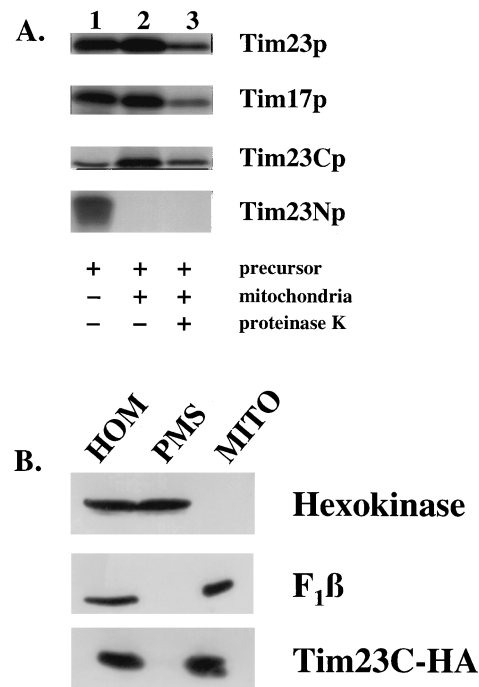 A.
1 2 3
Tim23p
Tim17p
Tim23Cp
Tim23Np
+ + + precursor
– + + mitochondria
– – + proteinase K
HOM PMS MITO
B.
Hexokinase
F₁ß
Tim23C-HA